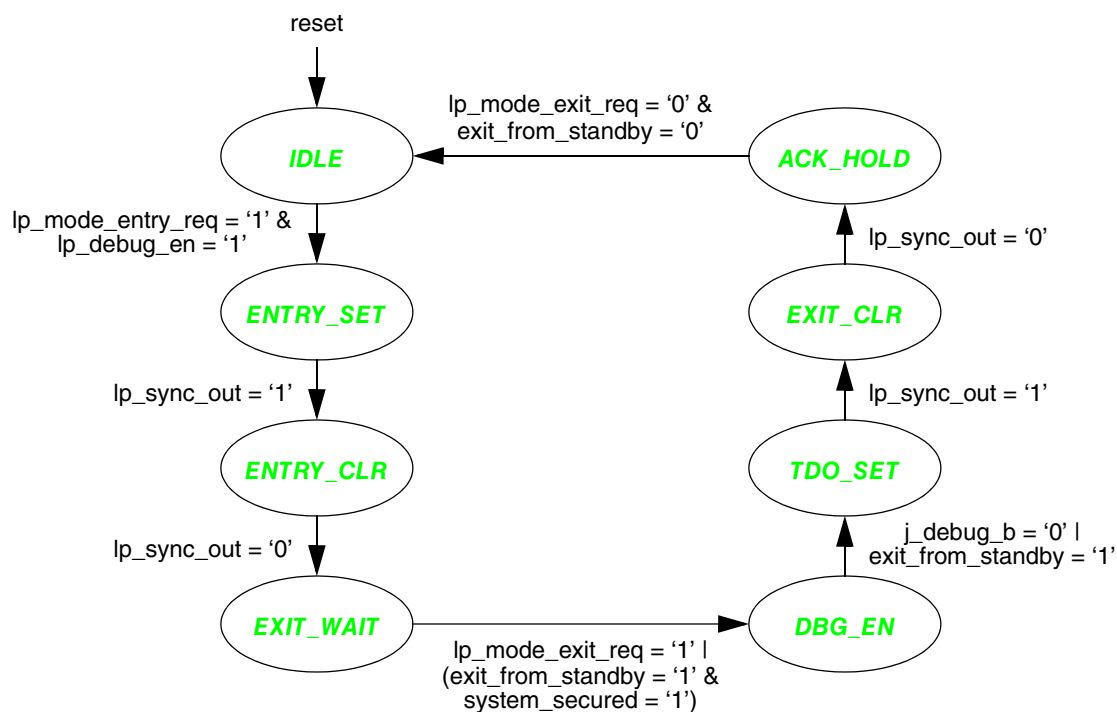 reset
lp_mode_exit_req = ‘0’ &
exit_from_standby = ‘0’
IDLE
ACK_HOLD
lp_mode_entry_req = ‘1’ &
lp_debug_en = ‘1’
lp_sync_out = ‘0’
ENTRY_SET
EXIT_CLR
lp_sync_out = ‘1’
lp_sync_out = ‘1’
ENTRY_CLR
TDO_SET
lp_sync_out = ‘0’
j_debug_b = ‘0’ |
exit_from_standby = ‘1’
EXIT_WAIT
DBG_EN
lp_mode_exit_req = ‘1’ |
(exit_from_standby = ‘1’ &
system_secured = ‘1’)